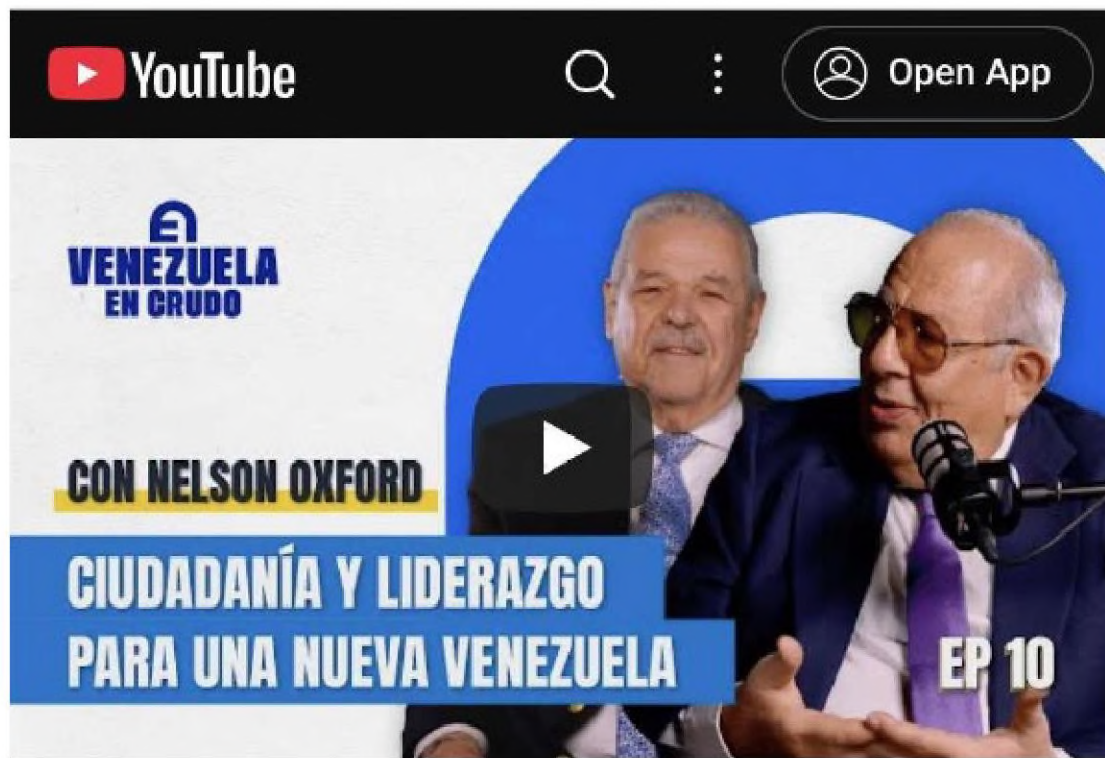 YouTube
Open App
VENEZUELA
EN CRUDO
CON NELSON OXFORD
CIUDADANÍA Y LIDERAZGO
PARA UNA NUEVA VENEZUELA
EP 10